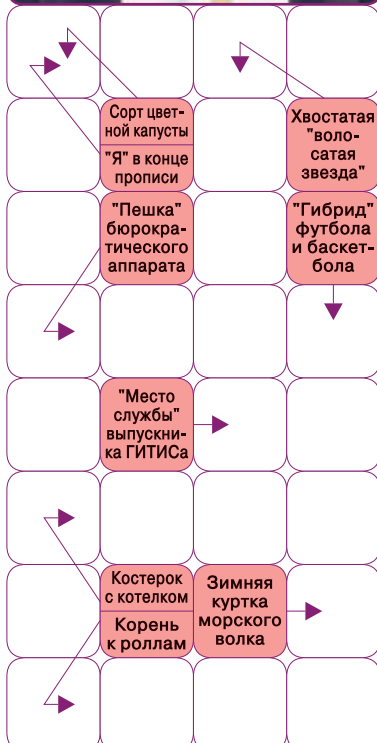 Сорт цвет-
ной капусты
"Я" в конце
прописи
Хвостатая
"воло-
сатая
звезда"
"Пешка"
бюрокра-
тического
аппарата
"Гибрид"
футбола
и баскет-
бола
"Место
службы"
выпускни-
ка ГИТИСа
Костерок
с котелком
Корень
к роллам
Зимняя
куртка
морского
волка